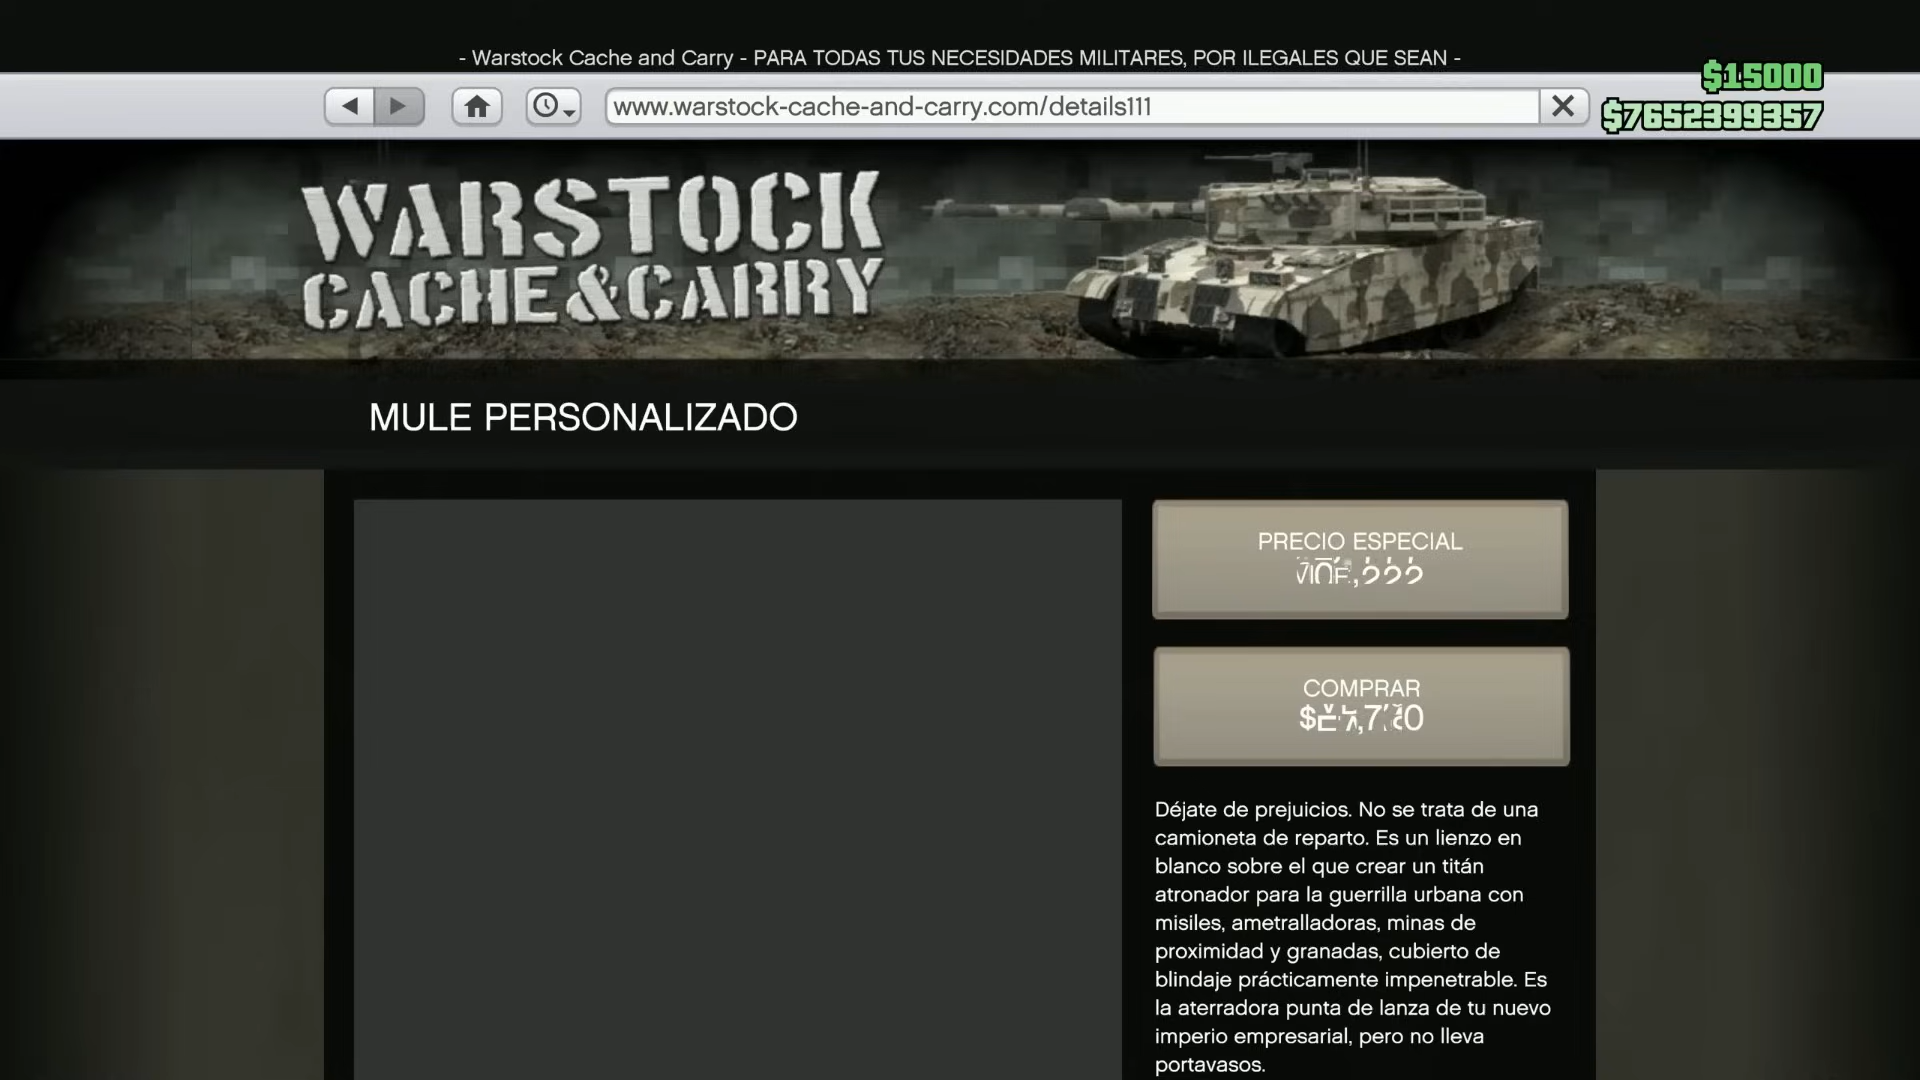 - Warstock Cache and Carry - PARA TODAS TUS NECESIDADES MILITARES, POR ILEGALES QUE SEAN -
$15000
www.warstock-cache-and-carry.com/details111
$7652399357
WARSTOCK
CACHE & CARRY
MULE PERSONALIZADO
PRECIO ESPECIAL
COMPRAR
Déjate de prejuicios. No se trata de una
camioneta de reparto. Es un lienzo en
blanco sobre el que crear un titán
atronador para la guerrilla urbana con
misiles, ametralladoras, minas de
proximidad y granadas, cubierto de
blindaje prácticamente impenetrable. Es
la aterradora punta de lanza de tu nuevo
imperio empresarial, pero no lleva
portavasos.